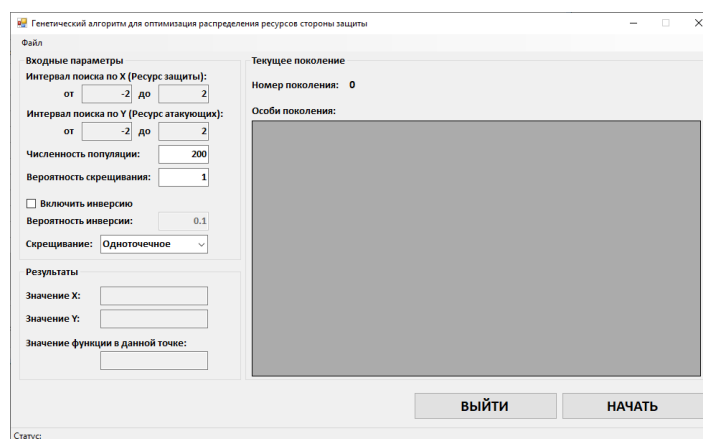 Генетический алгоритм для оптимизация распределения ресурсов стороны защиты
Файл
Входные параметры
Интервал поиска по X (Ресурс защиты):
от -2 до 2
Интервал поиска по Y (Ресурс атакующих):
от -2 до 2
Численность популяции: 200
Вероятность скрещивания: 1
Включить инверсию
Вероятность инверсии: 0.1
Скрещивание: Одноточечное
Результаты
Значение X:
Значение Y:
Значение функции в данной точке:
Текущее поколение
Номер поколения: 0
Особи поколения:
ВЫЙТИ НАЧАТЬ
Статус: